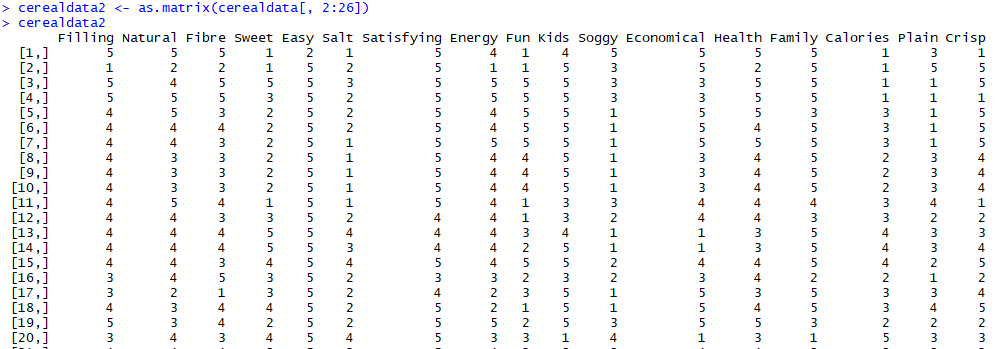 > cerealdata2 <- as.matrix(cerealdata[, 2:26])
> cerealdata2
Filling Natural Fibre Sweet Easy Salt Satisfying Energy Fun Kids Soggy Economical Health Family Calories Plain Crisp
[1,] 5 5 5 1 2 1 5 4 1 4 5 5 5 5 1 3 1
[2,] 1 2 2 1 5 2 5 1 1 5 3 5 2 5 1 5 5
[3,] 5 4 5 5 5 3 5 5 5 5 3 3 5 5 1 1 5
[4,] 5 5 5 3 5 2 5 5 5 5 3 3 5 5 1 1 1
[5,] 4 5 3 2 5 2 5 4 5 5 1 5 5 3 3 1 5
[6,] 4 4 4 2 5 2 5 4 5 5 1 5 4 5 3 1 5
[7,] 4 4 3 2 5 1 5 5 5 5 1 5 5 5 3 1 5
[8,] 4 3 3 2 5 1 5 4 4 5 1 3 4 5 2 3 4
[9,] 4 3 3 2 5 1 5 4 4 5 1 3 4 5 2 3 4
[10,] 4 3 3 2 5 1 5 4 4 5 1 3 4 5 2 3 4
[11,] 4 5 4 1 5 1 5 4 1 3 3 4 4 4 3 4 1
[12,] 4 4 3 3 5 2 4 4 1 3 2 4 4 3 3 2 2
[13,] 4 4 4 5 5 4 4 4 3 4 1 1 3 5 4 3 3
[14,] 4 4 4 5 5 3 4 4 2 5 1 1 3 5 4 3 4
[15,] 4 4 3 4 5 4 5 4 5 5 2 4 4 5 4 2 5
[16,] 3 4 5 3 5 2 3 3 2 3 2 3 4 2 2 1 2
[17,] 3 2 1 3 5 2 4 2 3 5 1 5 3 5 3 3 4
[18,] 4 3 4 4 5 2 5 2 1 5 1 5 4 5 3 4 5
[19,] 5 3 4 2 5 2 5 5 2 5 3 5 5 3 2 2 2
[20,] 3 4 3 4 5 4 5 3 3 1 4 1 3 1 5 3 3